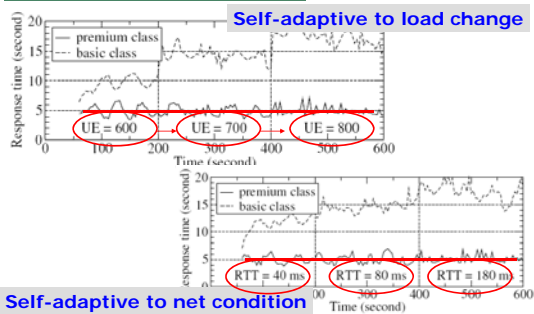 Self-adaptive to load change
Response time (second)
20
15
10
5
0
premium class
basic class
UE = 600
UE = 700
UE = 800
0 100 200 300 400 500 600
Time (second)
Response time (second)
20
15
10
5
0
premium class
basic class
RTT = 40 ms
RTT = 80 ms
RTT = 180 ms
200 300 400 500 600
Time (second)
Self-adaptive to net condition